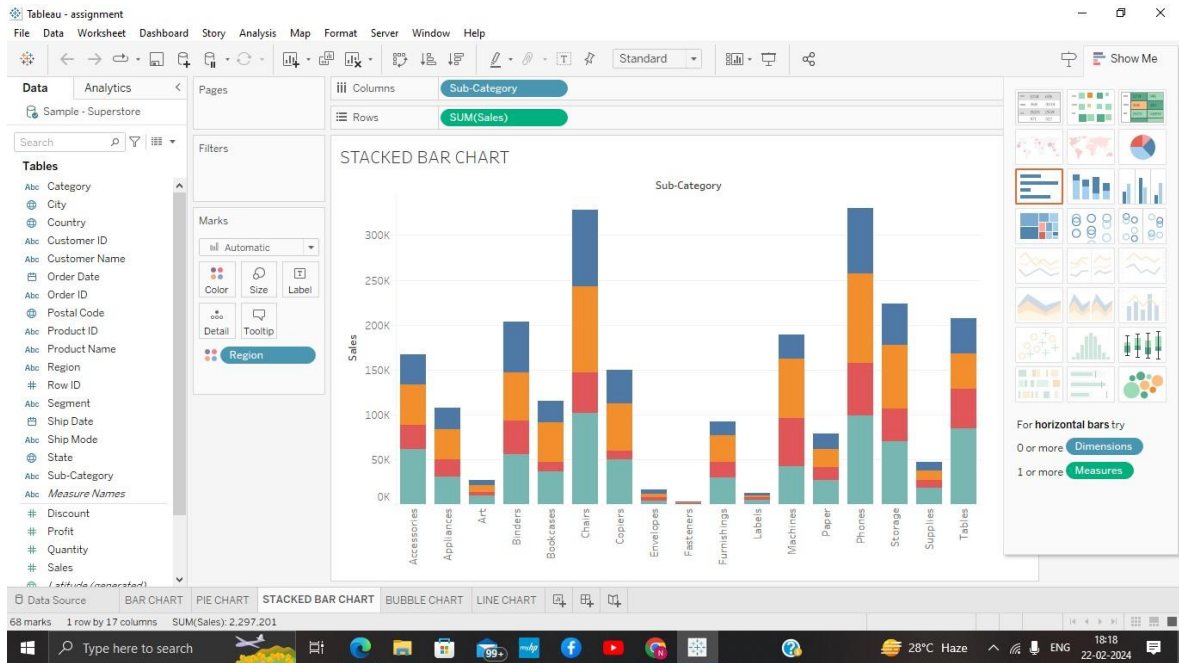 Tableau - assignment
File Data Worksheet Dashboard Story Analysis Map Format Server Window Help
Standard
Show Me
Data Analytics
Sample - Superstore
Search
Tables
Abc Category
City
Country
Abc Customer ID
Abc Customer Name
Order Date
Abc Order ID
Postal Code
Abc Product ID
Abc Product Name
Abc Region
# Row ID
Abc Segment
Ship Date
Abc Ship Mode
State
Abc Sub-Category
Abc Measure Names
# Discount
# Profit
# Quantity
# Sales
Latitude (generated)
Pages
Filters
Marks
Automatic
Color Size Label
Detail Tooltip
Region
Columns Sub-Category
Rows SUM(Sales)
STACKED BAR CHART
Sub-Category
Sales
300K
250K
200K
150K
100K
50K
0K
Accessories
Appliances
Art
Binders
Bookcases
Chairs
Copiers
Envelopes
Fasteners
Furnishings
Labels
Machines
Paper
Phones
Storage
Supplies
Tables
For horizontal bars try
0 or more Dimensions
1 or more Measures
Data Source BAR CHART PIE CHART STACKED BAR CHART BUBBLE CHART LINE CHART
68 marks 1 row by 17 columns SUM(Sales): 2,297,201
Type here to search
99+
28°C Haze
ENG
18:18
22-02-2024